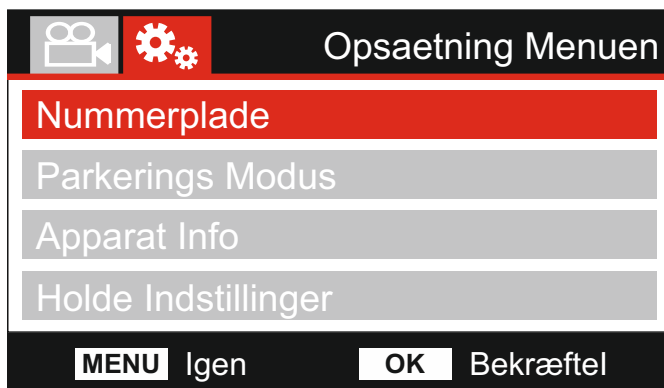 Opsaetning Menuen
Nummerplade
Parkerings Modus
Apparat Info
Holde Indstillinger
MENU Igen OK Bekræftel